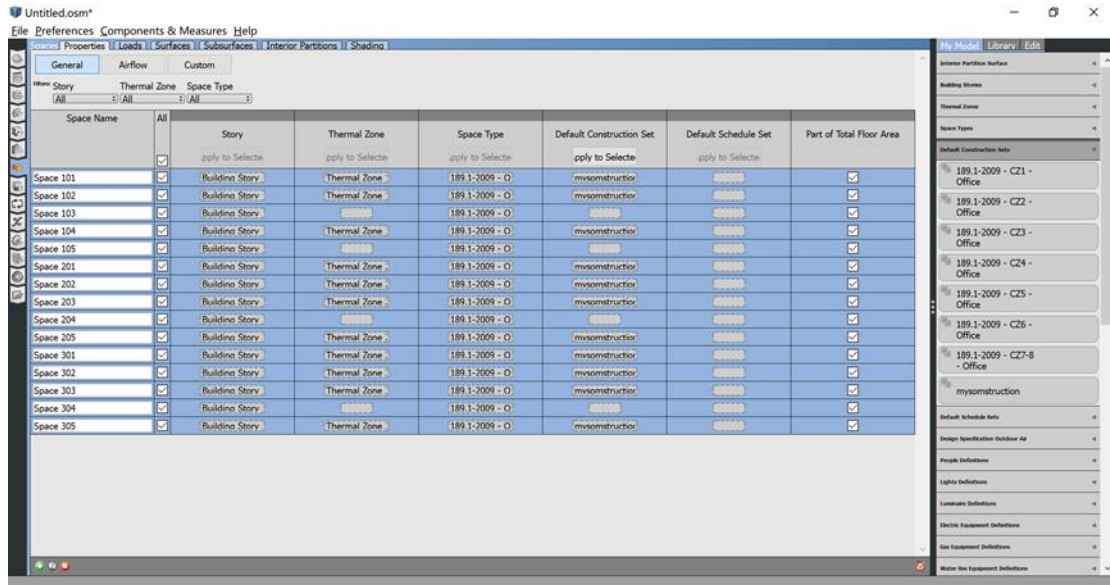 Untitled.osm*
File Preferences Components & Measures Help
Spaces Properties Loads Surfaces Subsurfaces Interior Partitions Shading
My Model Library Edit
General Airflow Custom
Filters: Story Thermal Zone Space Type
All All All
Space Name All Story Thermal Zone Space Type Default Construction Set Default Schedule Set Part of Total Floor Area
pply to Selecte pply to Selecte pply to Selecte pply to Selecte pply to Selecte
Space 101 Building Story Thermal Zone 189.1-2009 - O mysomstruction
Space 102 Building Story Thermal Zone 189.1-2009 - O mysomstruction
Space 103 Building Story 189.1-2009 - O
Space 104 Building Story Thermal Zone 189.1-2009 - O mysomstruction
Space 105 Building Story 189.1-2009 - O
Space 201 Building Story Thermal Zone 189.1-2009 - O mysomstruction
Space 202 Building Story Thermal Zone 189.1-2009 - O mysomstruction
Space 203 Building Story Thermal Zone 189.1-2009 - O mysomstruction
Space 204 Building Story 189.1-2009 - O
Space 205 Building Story Thermal Zone 189.1-2009 - O mysomstruction
Space 301 Building Story Thermal Zone 189.1-2009 - O mysomstruction
Space 302 Building Story Thermal Zone 189.1-2009 - O mysomstruction
Space 303 Building Story Thermal Zone 189.1-2009 - O mysomstruction
Space 304 Building Story 189.1-2009 - O
Space 305 Building Story Thermal Zone 189.1-2009 - O mysomstruction
Interior Partition Surface
Building Stories
Thermal Zones
Space Types
Default Construction Sets
189.1-2009 - CZ1 -
Office
189.1-2009 - CZ2 -
Office
189.1-2009 - CZ3 -
Office
189.1-2009 - CZ4 -
Office
189.1-2009 - CZ5 -
Office
189.1-2009 - CZ6 -
Office
189.1-2009 - CZ7-8
- Office
mysomstruction
Default Schedule Sets
Design Specification Outdoor Air
People Definitions
Lights Definitions
Luminaire Definitions
Electric Equipment Definitions
Gas Equipment Definitions
Water Use Equipment Definitions